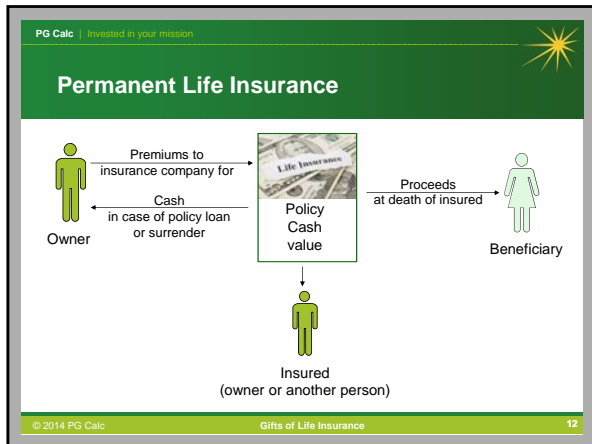 PG Calc | Invested in your mission
Permanent Life Insurance
Premiums to
insurance company for
Cash
in case of policy loan
or surrender
Owner
Life Insurance
Policy
Cash
value
Proceeds
at death of insured
Beneficiary
Insured
(owner or another person)
© 2014 PG Calc
Gifts of Life Insurance
12